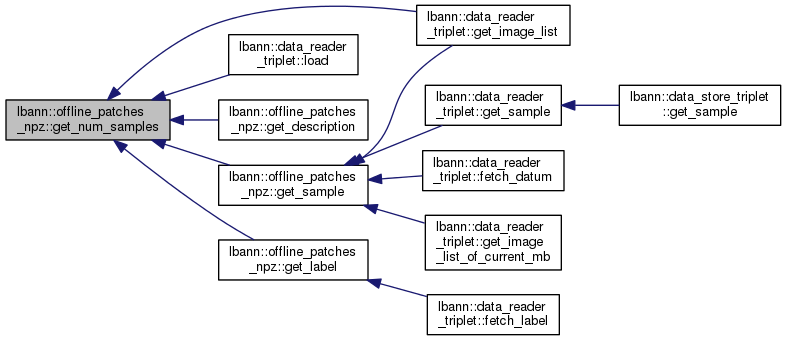 lbann::offline_patches
_npz::get_num_samples
lbann::data_reader
_triplet::get_image_list
lbann::data_reader
_triplet::load
lbann::offline_patches
_npz::get_description
lbann::offline_patches
_npz::get_sample
lbann::offline_patches
_npz::get_label
lbann::data_reader
_triplet::get_sample
lbann::data_store_triplet
::get_sample
lbann::data_reader
_triplet::fetch_datum
lbann::data_reader
_triplet::get_image
_list_of_current_mb
lbann::data_reader
_triplet::fetch_label